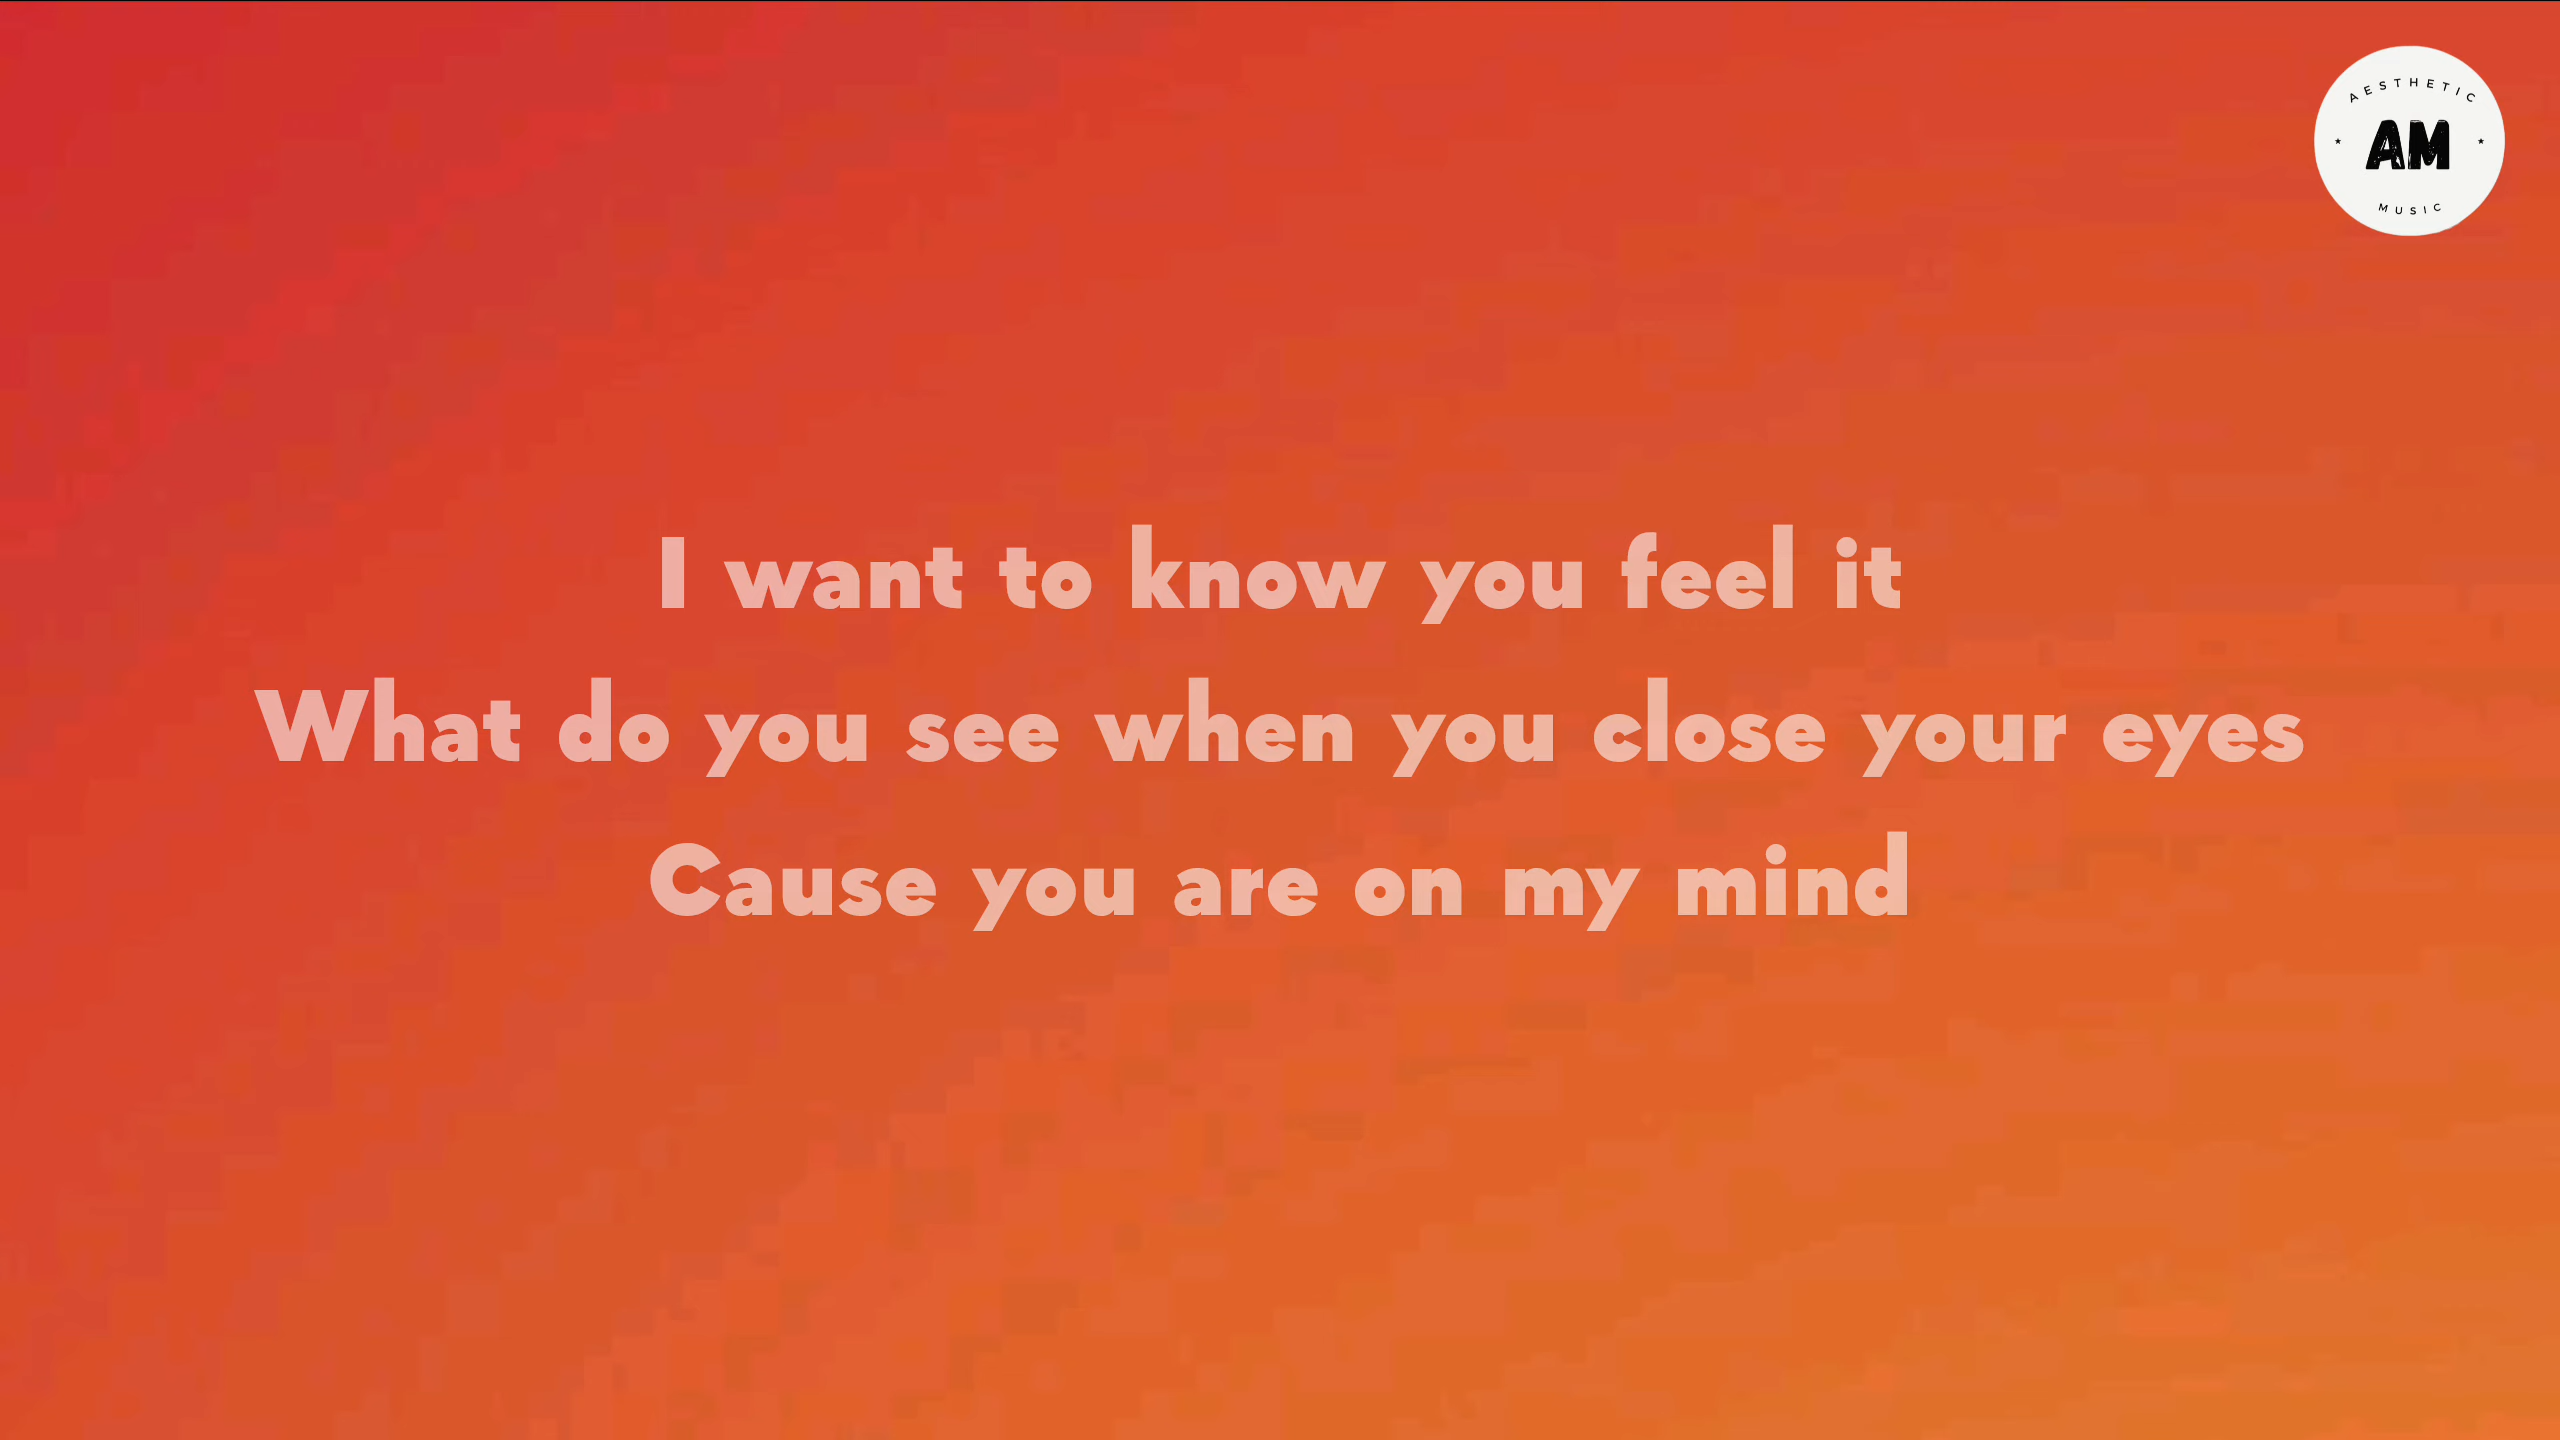 AESTHETIC
AM
MUSIC
I want to know you feel it
What do you see when you close your eyes
Cause you are on my mind